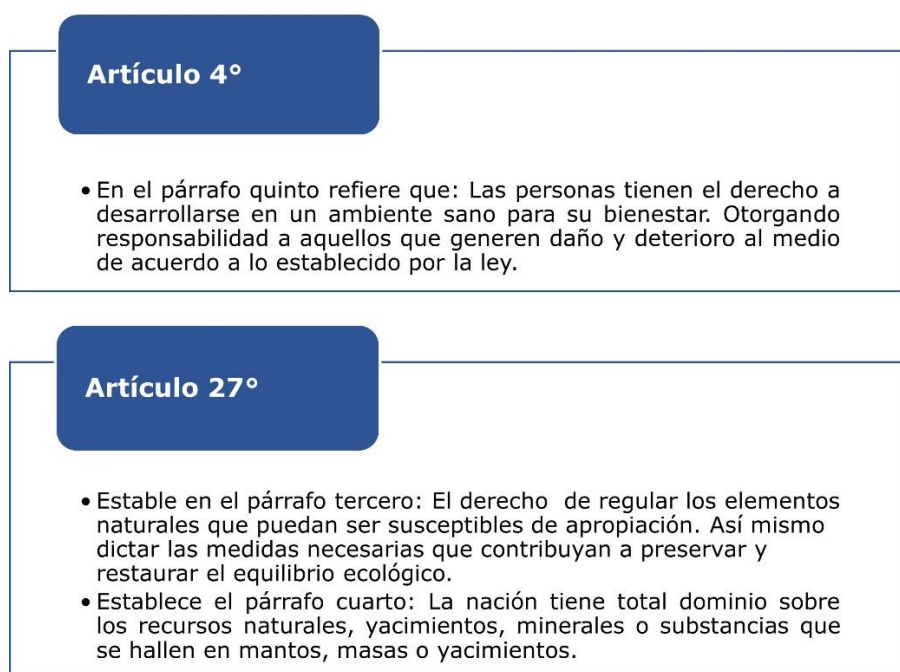 Artículo 4°
• En el párrafo quinto refiere que: Las personas tienen el derecho a
desarrollarse en un ambiente sano para su bienestar. Otorgando
responsabilidad a aquellos que generen daño y deterioro al medio
de acuerdo a lo establecido por la ley.
Artículo 27°
• Estable en el párrafo tercero: El derecho de regular los elementos
naturales que puedan ser susceptibles de apropiación. Así mismo
dictar las medidas necesarias que contribuyan a preservar y
restaurar el equilibrio ecológico.
• Establece el párrafo cuarto: La nación tiene total dominio sobre
los recursos naturales, yacimientos, minerales o substancias que
se hallen en mantos, masas o yacimientos.